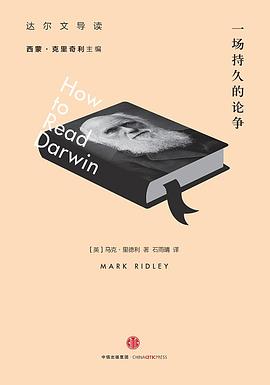 达尔文导读
西蒙·克里奇利主编
一场持久的论争
How
to
Read
Darwin
[英]马克·里德利 著 石雨晴 译
MARK RIDLEY
中信出版集团·CHINACITICPRESS